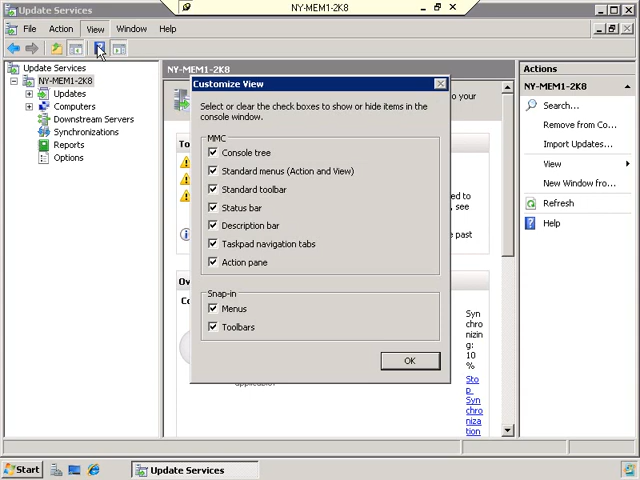 NY-MEM1-2K8
Update Services
File Action View Window Help
Update Services
NY-MEM1-2K8
Updates
Computers
Downstream Servers
Synchronizations
Reports
Options
NY-MEM1-2K8
to your
To
ed to
, see
e past
Ov
Co
Syn
chro
nizin
g:
10
%
Sto
p
Syn
chro
niza
tion
Customize View
Select or clear the check boxes to show or hide items in the
console window.
MMC
Console tree
Standard menus (Action and View)
Standard toolbar
Status bar
Description bar
Taskpad navigation tabs
Action pane
Snap-in
Menus
Toolbars
OK
Actions
NY-MEM1-2K8
Search...
Remove from Co...
Import Updates...
View
New Window fro...
Refresh
Help
Start
Update Services